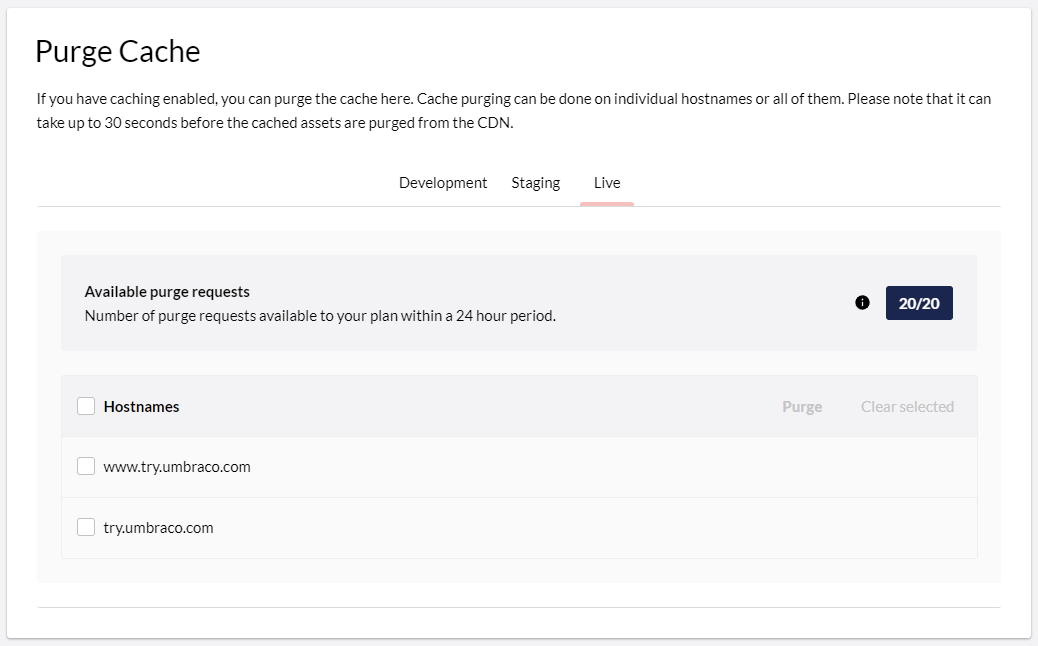 Purge Cache
If you have caching enabled, you can purge the cache here. Cache purging can be done on individual hostnames or all of them. Please note that it can
take up to 30 seconds before the cached assets are purged from the CDN.
Development Staging Live
Available purge requests
Number of purge requests available to your plan within a 24 hour period.
20/20
Hostnames Purge Clear selected
www.try.umbraco.com
try.umbraco.com